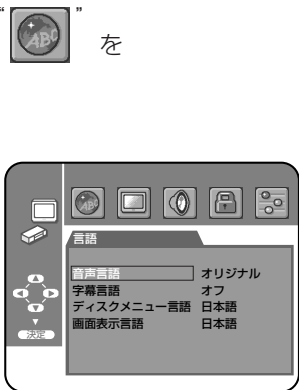 “ABC” を
ABC
言語
音声言語 オリジナル
字幕言語 オフ
ディスクメニュー言語 日本語
画面表示言語 日本語
決定